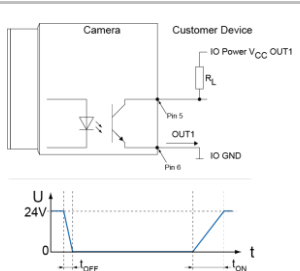 Camera
Customer Device
IO Power VCC OUT1
RL
Pin 5
OUT1
Pin 6
IO GND
U
24V
0
t
tOFF
tON